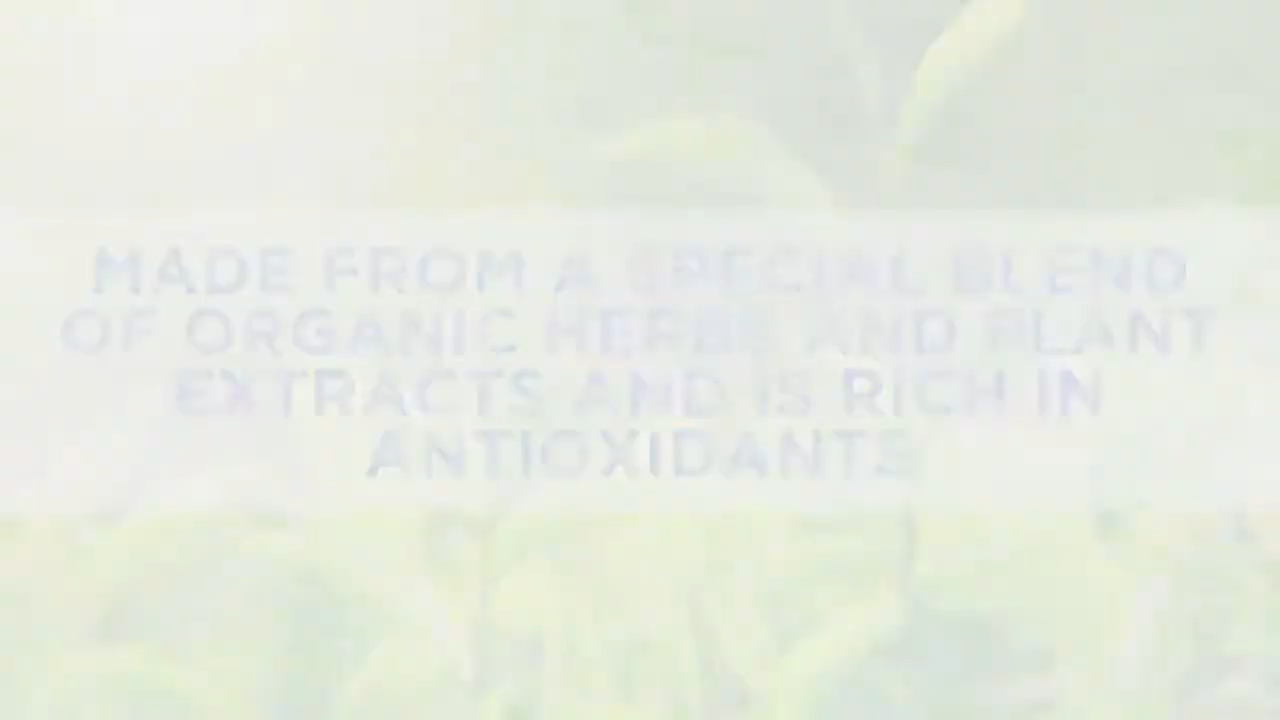 MADE FROM A SPECIAL BLEND
OF ORGANIC HERBS AND PLANT
EXTRACTS AND IS RICH IN
ANTIOXIDANTS